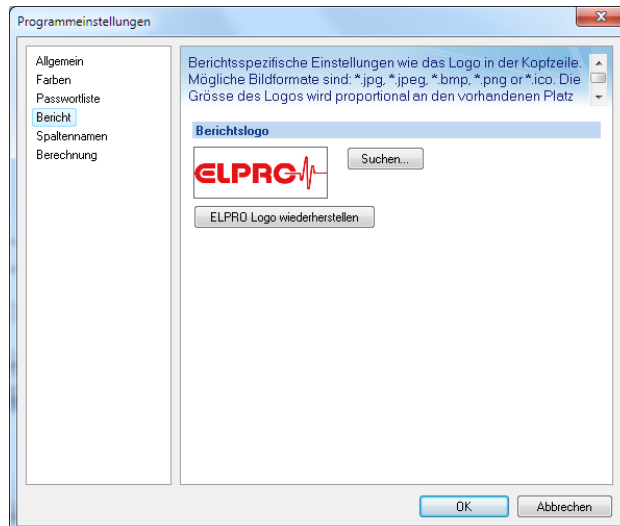 Programmeinstellungen
x
Allgemein
Farben
Passwortliste
Bericht
Spaltennamen
Berechnung
Berichtsspezifische Einstellungen wie das Logo in der Kopfzeile.
Mögliche Bildformate sind: *.jpg, *.jpeg, *.bmp, *.png or *.ico. Die
Grösse des Logos wird proportional an den vorhandenen Platz
Berichtslogo
ELPRO
Suchen...
ELPRO Logo wiederherstellen
OK
Abbrechen